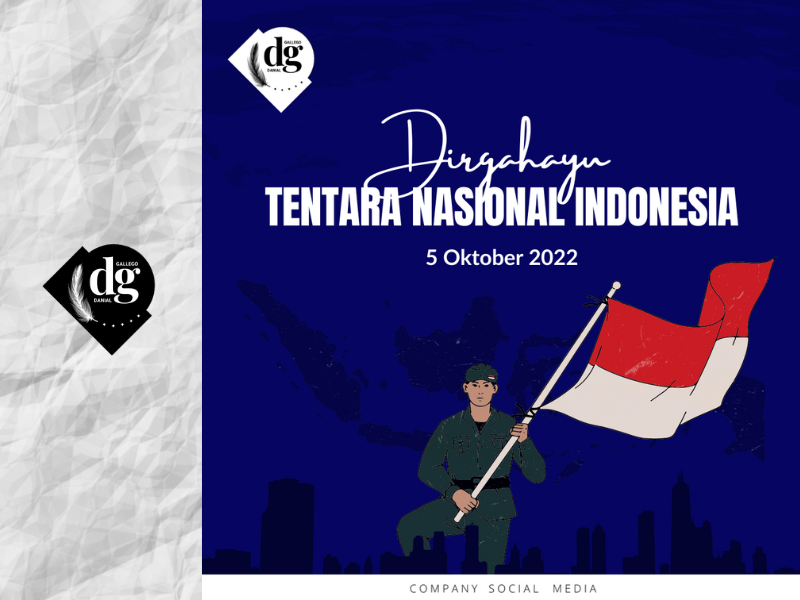 dg
GALLEGO
DANIAL
dg
GALLEGO
DANIAL
Dirgahayu
TENTARA NASIONAL INDONESIA
5 Oktober 2022
COMPANY SOCIAL MEDIA